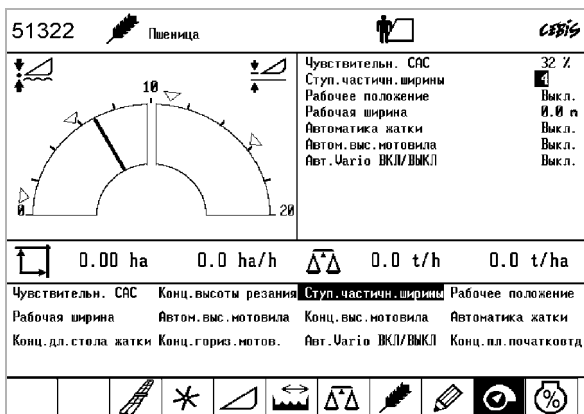 51322 Пшеница CEBIS
Чувствительн. САС 32 %
Ступ.частичн.ширины 4
Рабочее положение Выкл.
Рабочая ширина 0.0 m
Автоматика жатки Выкл.
Автом.выс.мотовила Выкл.
Авт.Vario ВКЛ/ВЫКЛ Выкл.
10
0 20
0.00 ha 0.0 ha/h 0.0 t/h 0.0 t/ha
Чувствительн. САС Конц.высоты резания Ступ.частичн.ширины Рабочее положение
Рабочая ширина Автом.выс.мотовила Конц.выс.мотовила Автоматика жатки
Конц.дл.стола жатки Конц.гориз.мотов. Авт.Vario ВКЛ/ВЫКЛ Конц.пл.початкоотд
%